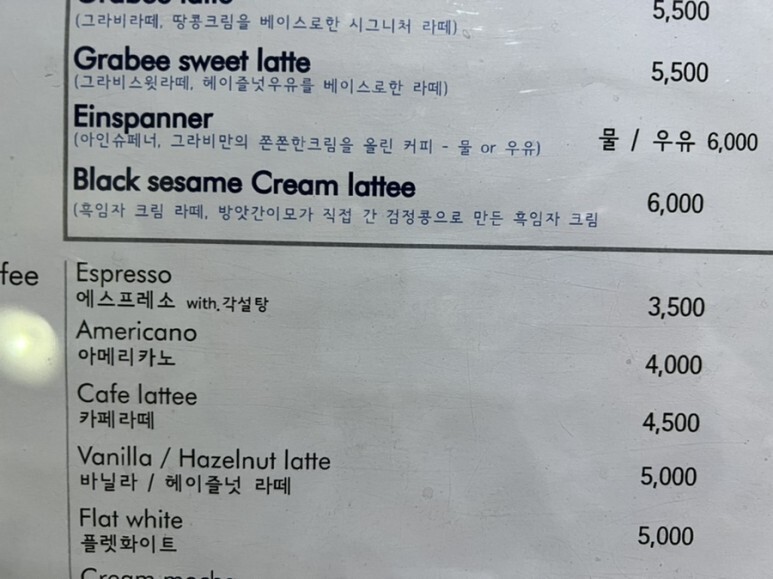 Grabee latte 5,500
(그라비라떼, 땅콩크림을 베이스로한 시그니처 라떼)
Grabee sweet latte 5,500
(그라비스윗라떼, 헤이즐넛우유를 베이스로한 라떼)
Einspanner
(아인슈페너, 그라비만의 쫀쫀한크림을 올린 커피 - 물 or 우유) 물 / 우유 6,000
Black sesame Cream lattee 6,000
(흑임자 크림 라떼, 방앗간이모가 직접 간 검정콩으로 만든 흑임자 크림
fee Espresso
에스프레소 with.각설탕 3,500
Americano
아메리카노 4,000
Cafe lattee
카페라떼 4,500
Vanilla / Hazelnut latte
바닐라 / 헤이즐넛 라떼 5,000
Flat white
플렛화이트 5,000
Cream mocha